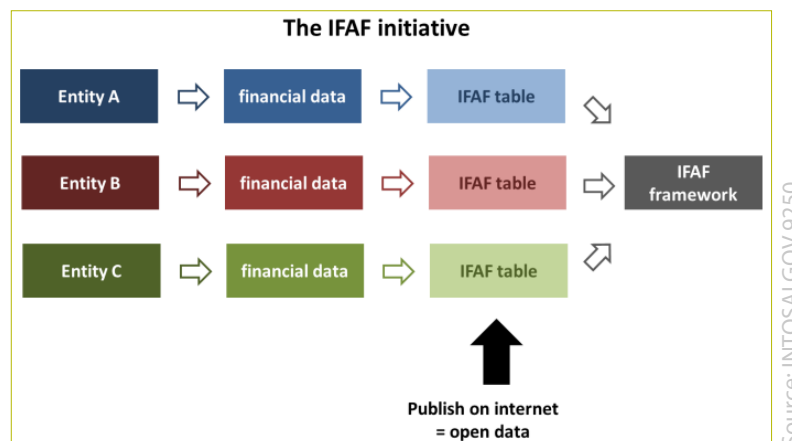 The IFAF initiative
Entity A
financial data
IFAF table
Entity B
financial data
IFAF table
IFAF
framework
Entity C
financial data
IFAF table
Publish on internet
= open data
Source: INTOSAI GOV 9250